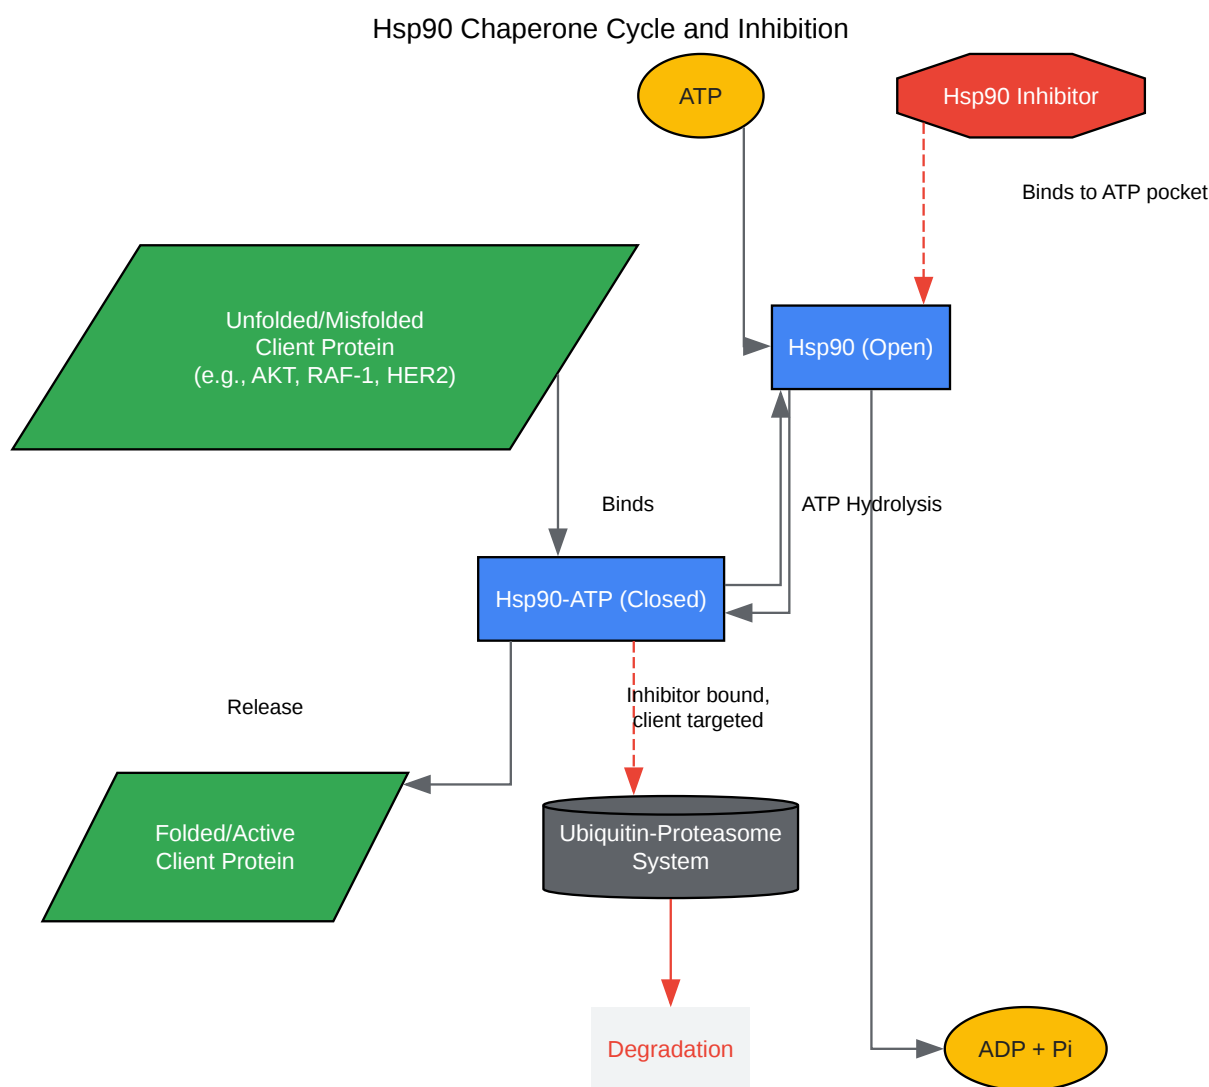 Hsp90 Chaperone Cycle and Inhibition
ATP
Hsp90 Inhibitor
Binds to ATP pocket
Unfolded/Misfolded
Client Protein
(e.g., AKT, RAF-1, HER2)
Hsp90 (Open)
Binds
ATP Hydrolysis
Hsp90-ATP (Closed)
Release
Inhibitor bound,
client targeted
Folded/Active
Client Protein
Ubiquitin-Proteasome
System
Degradation
ADP + Pi